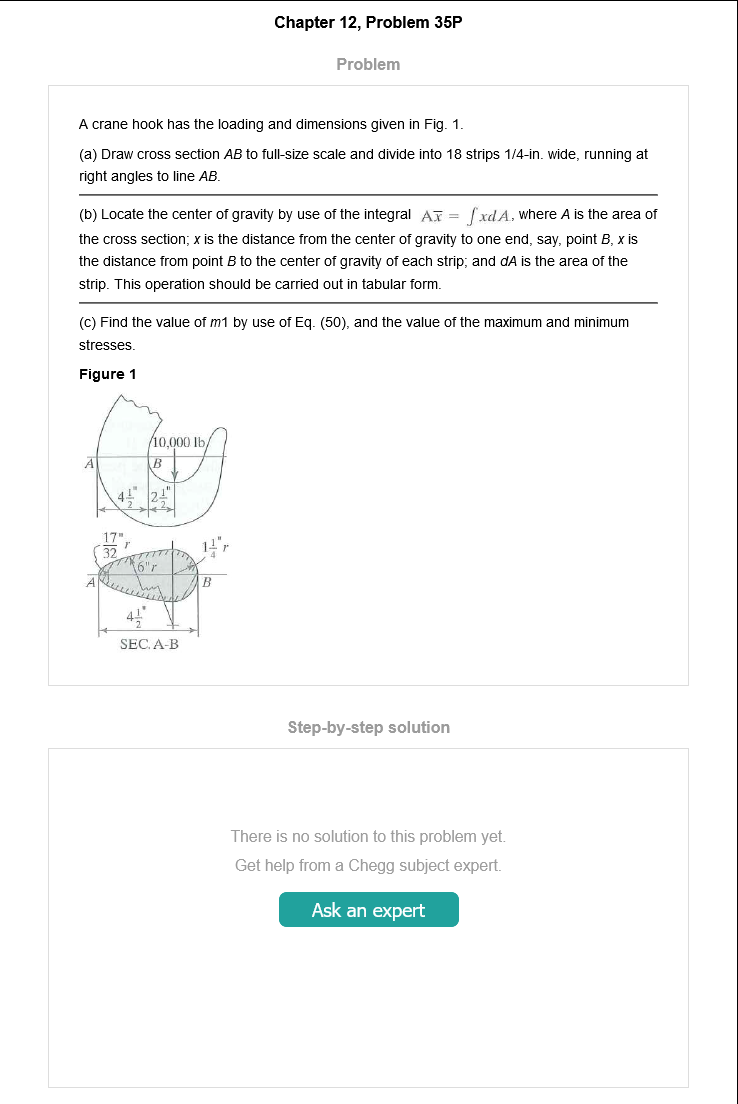 Chapter 12, Problem 35P
Problem
A crane hook has the loading and dimensions given in Fig. 1.
(a) Draw cross section AB to full-size scale and divide into 18 strips 1/4-in. wide, running at
right angles to line AB.
(b) Locate the center of gravity by use of the integral Ax̅ = ∫xdA, where A is the area of
the cross section; x is the distance from the center of gravity to one end, say, point B, x is
the distance from point B to the center of gravity of each strip; and dA is the area of the
strip. This operation should be carried out in tabular form.
(c) Find the value of m1 by use of Eq. (50), and the value of the maximum and minimum
stresses.
Figure 1
10,000 lb
A
B
4 1/2"
2 1/2"
17/32" r
1 1/4" r
6"r
A
B
4 1/2"
SEC. A-B
Step-by-step solution
There is no solution to this problem yet.
Get help from a Chegg subject expert.
Ask an expert